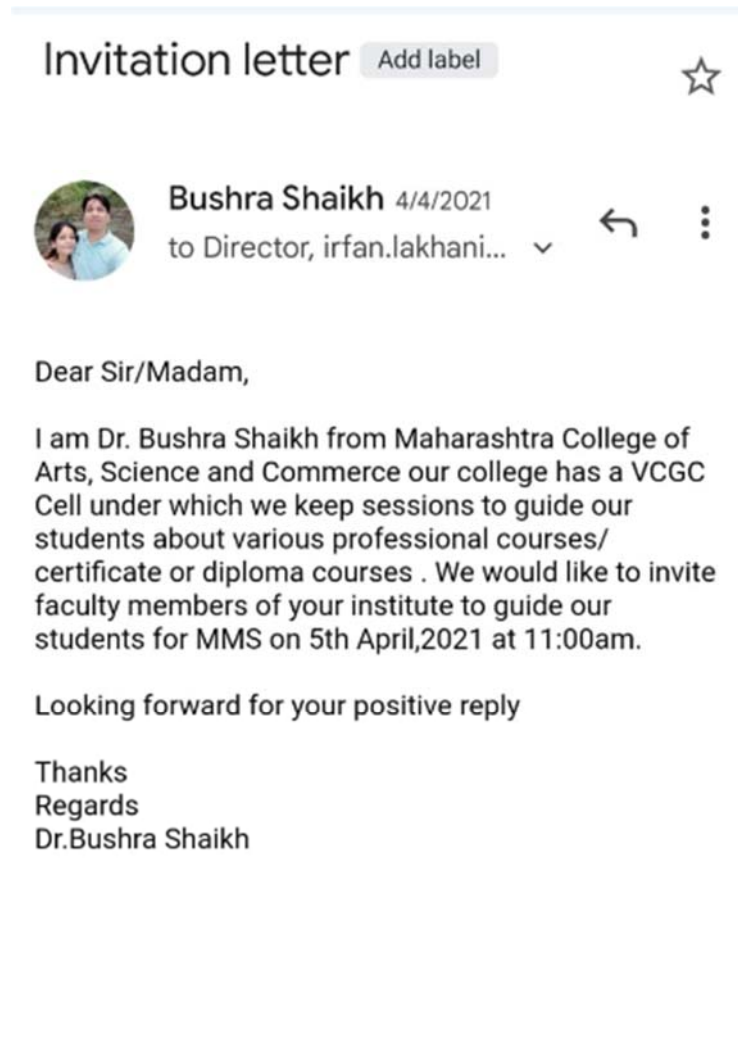 Invitation letter Add label
Bushra Shaikh 4/4/2021
to Director, irfan.lakhani...
Dear Sir/Madam,
I am Dr. Bushra Shaikh from Maharashtra College of
Arts, Science and Commerce our college has a VCGC
Cell under which we keep sessions to guide our
students about various professional courses/
certificate or diploma courses . We would like to invite
faculty members of your institute to guide our
students for MMS on 5th April,2021 at 11:00am.
Looking forward for your positive reply
Thanks
Regards
Dr.Bushra Shaikh